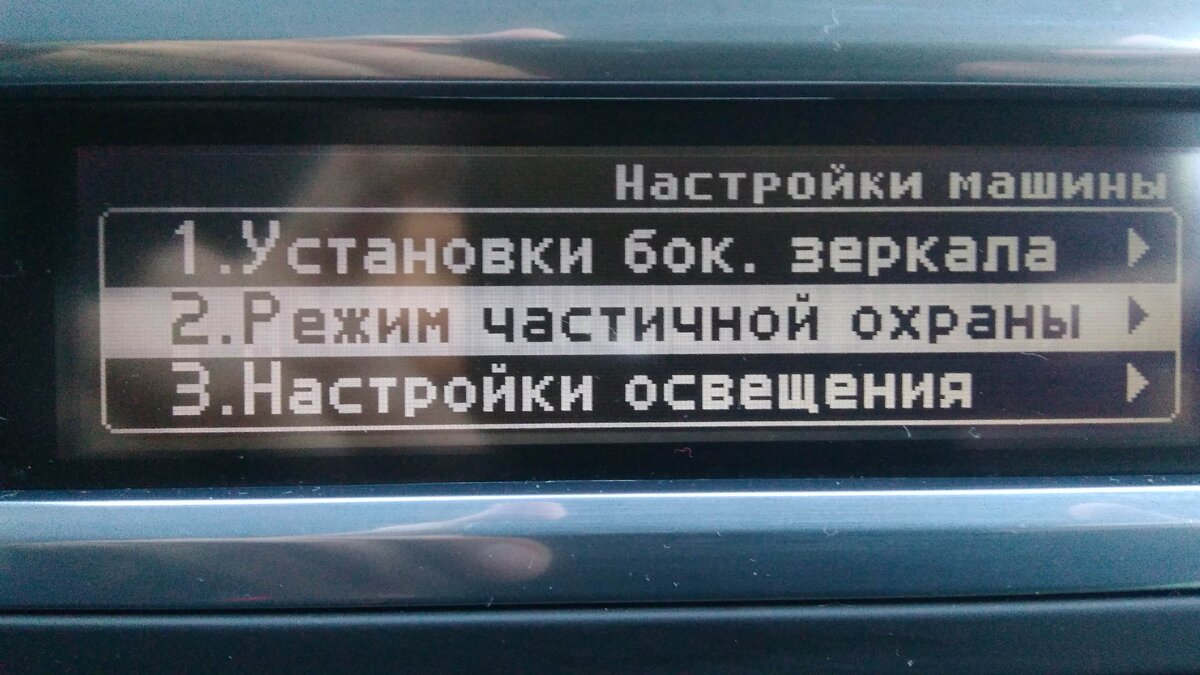 Настройки машины
1.Установки бок. зеркала
2.Режим частичной охраны
3.Настройки освещения